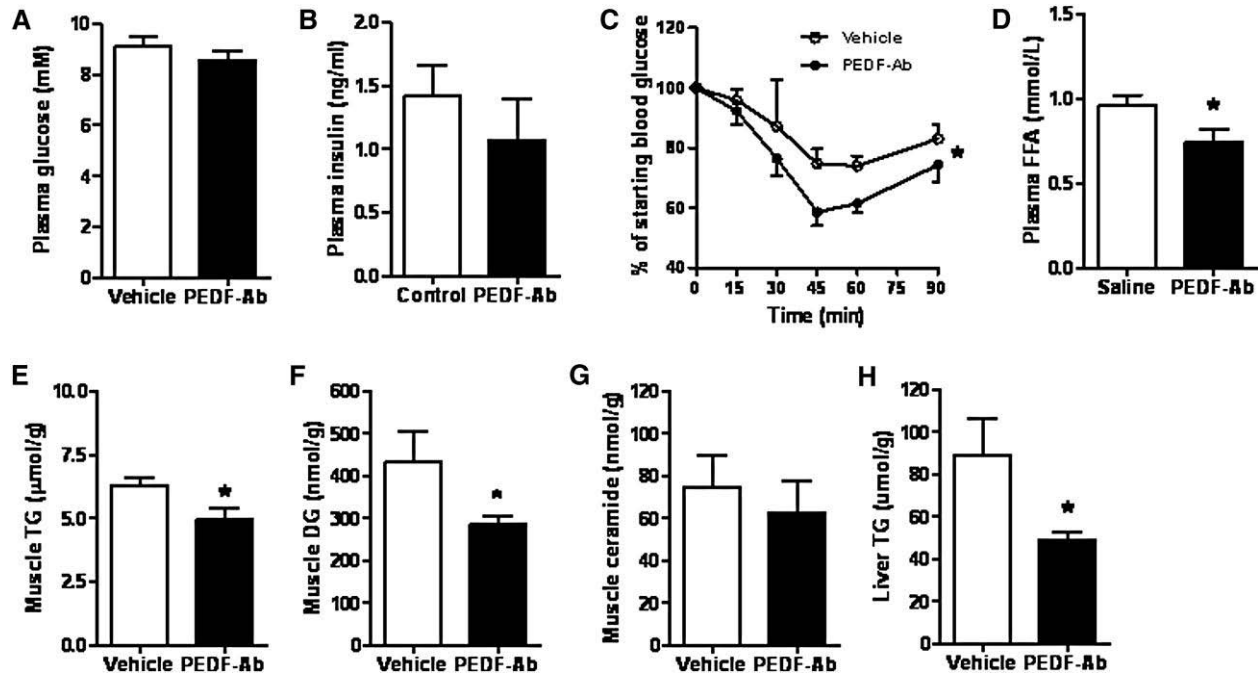 A
Plasma glucose (mM)
10
8
6
4
2
0
Vehicle PEDF-Ab
B
Plasma insulin (ng/ml)
2.0
1.5
1.0
0.5
0.0
Control PEDF-Ab
C
% of starting blood glucose
120
100
80
60
40
Vehicle
PEDF-Ab
*
0 15 30 45 60 75 90
Time (min)
D
Plasma FFA (mmol/L)
1.5
1.0
0.5
0.0
*
Saline PEDF-Ab
E
Muscle TG (μmol/g)
10.0
7.5
5.0
2.5
0.0
*
Vehicle PEDF-Ab
F
Muscle DG (nmol/g)
600
500
400
300
200
100
0
*
Vehicle PEDF-Ab
G
Muscle ceramide (nmol/g)
120
100
80
60
40
20
0
Vehicle PEDF-Ab
H
Liver TG (umol/g)
120
100
80
60
40
20
0
*
Vehicle PEDF-Ab